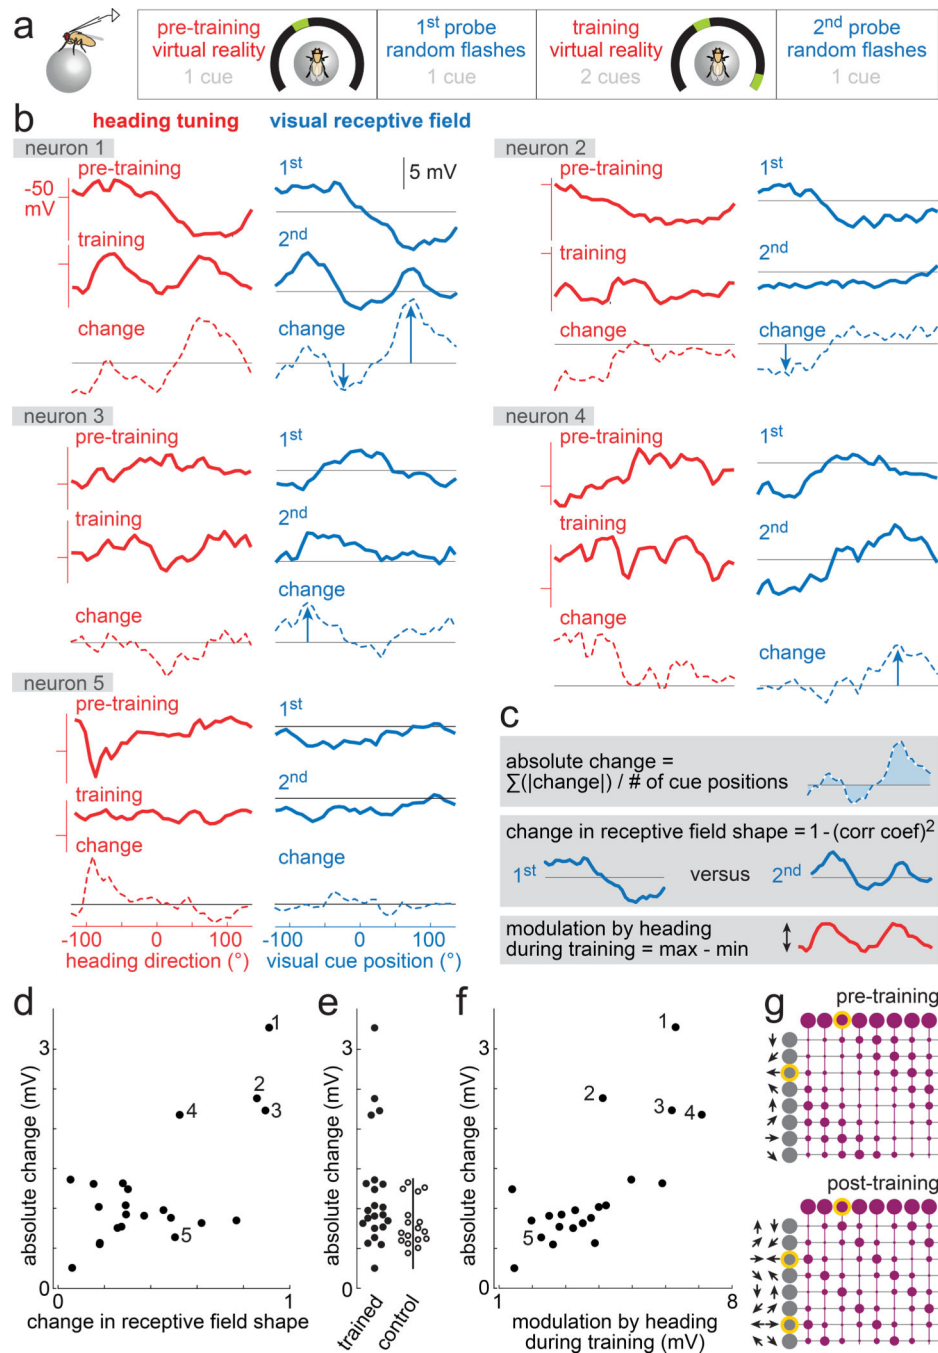 a
pre-training
virtual reality
1 cue
1st probe
random flashes
1 cue
training
virtual reality
2 cues
2nd probe
random flashes
1 cue
b
heading tuning
visual receptive field
neuron 1
pre-training
-50
mV
training
change
1st
5 mV
2nd
neuron 2
pre-training
training
change
1st
2nd
change
neuron 3
pre-training
training
change
1st
2nd
change
neuron 4
pre-training
training
change
1st
2nd
change
neuron 5
pre-training
training
change
-100 0 100
heading direction (°)
1st
2nd
change
-100 0 100
visual cue position (°)
c
absolute change =
∑(|change|) / # of cue positions
change in receptive field shape = 1 - (corr coef)2
1st versus 2nd
modulation by heading
during training = max - min
d
absolute change (mV)
3
0
1
2
3
4
5
0 1
change in receptive field shape
e
absolute change (mV)
3
0
trained
control
f
absolute change (mV)
3
0
1
2
3
4
5
1 8
modulation by heading
during training (mV)
g
pre-training
post-training